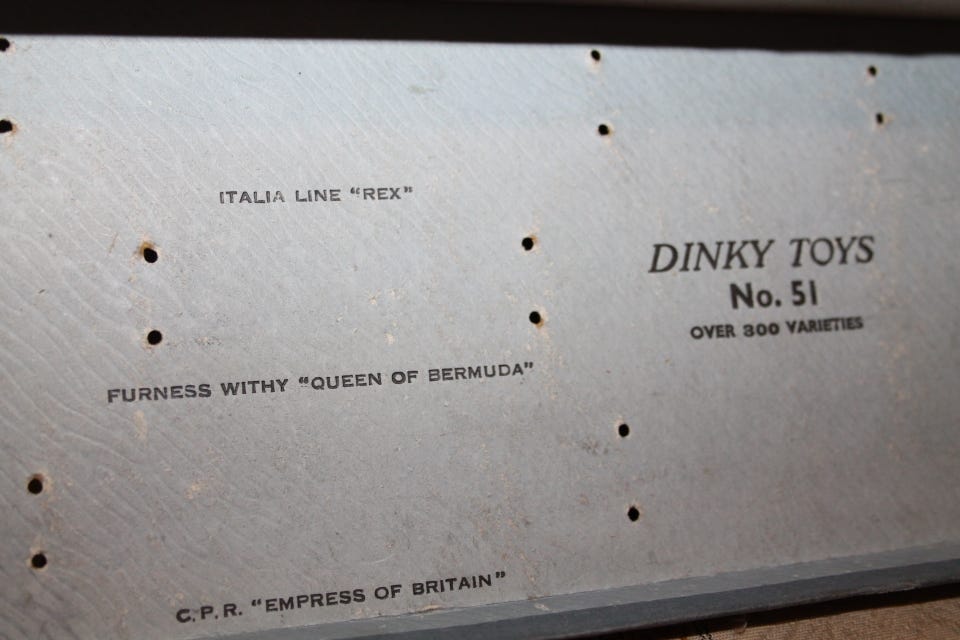 ITALIA LINE "REX"
DINKY TOYS
No. 51
OVER 300 VARIETIES
FURNESS WITHY "QUEEN OF BERMUDA"
C.P.R. "EMPRESS OF BRITAIN"